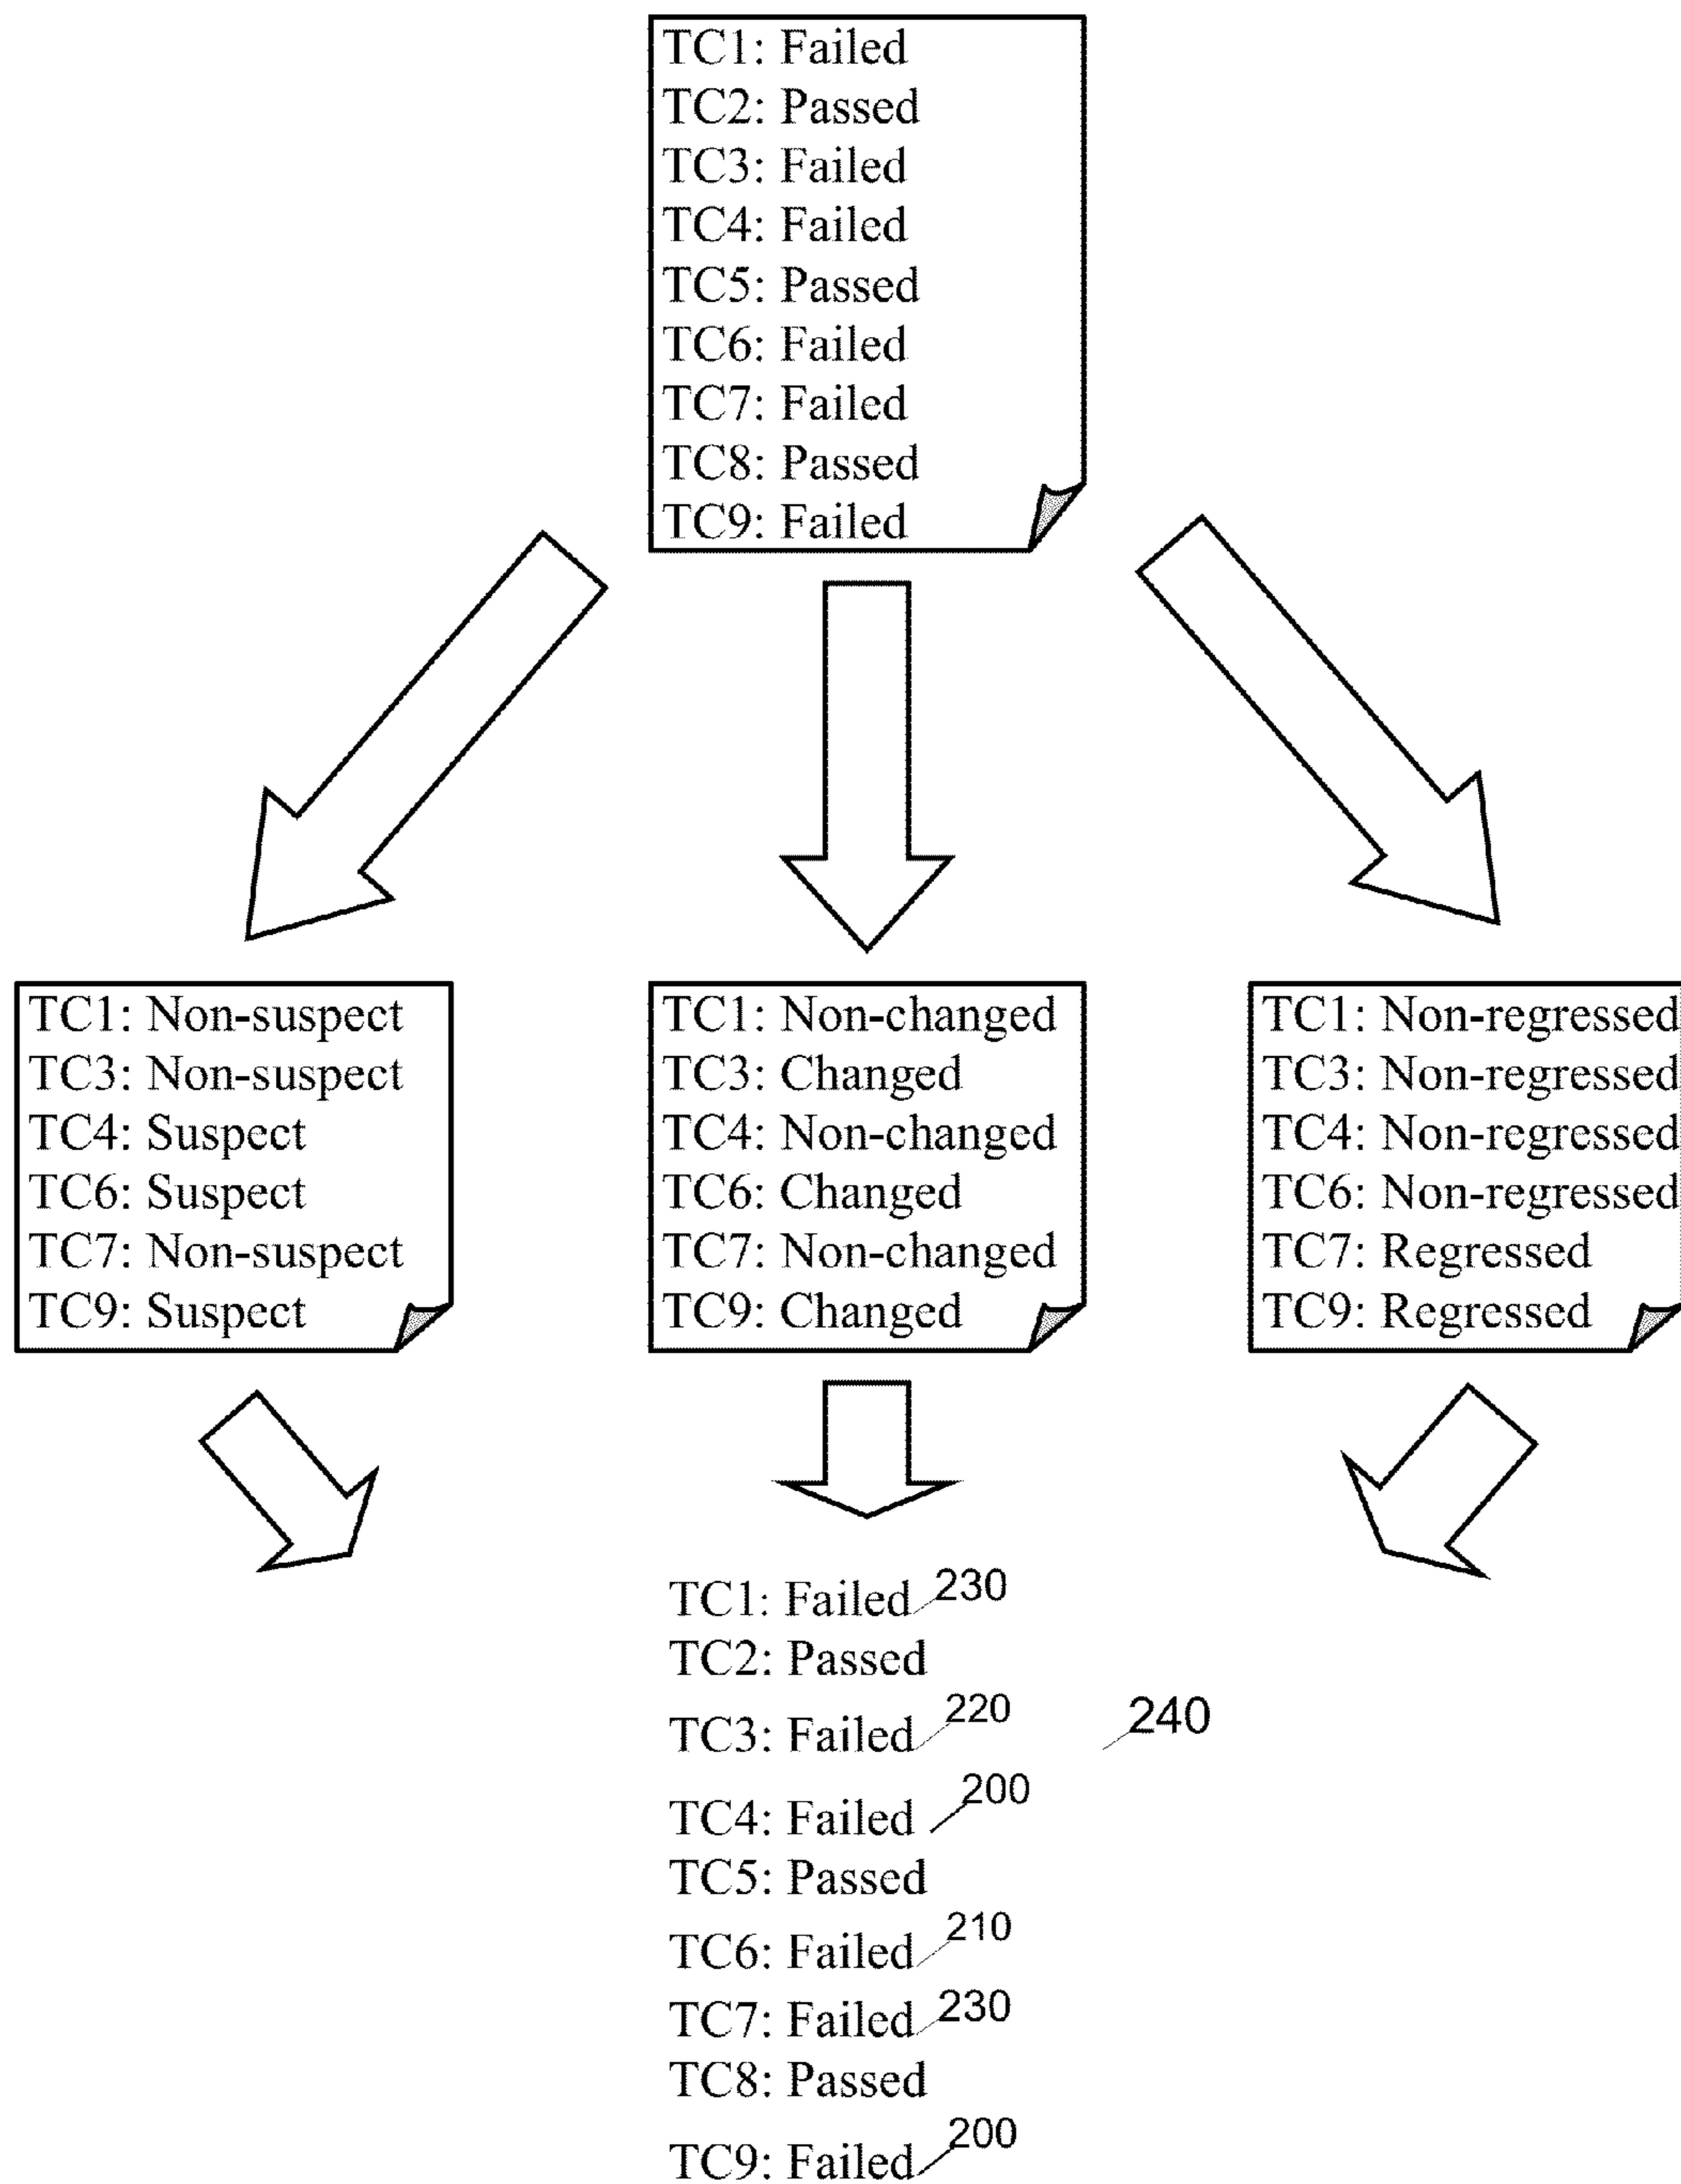 TC1: Failed
TC2: Passed
TC3: Failed
TC4: Failed
TC5: Passed
TC6: Failed
TC7: Failed
TC8: Passed
TC9: Failed
TC1: Non-suspect
TC3: Non-suspect
TC4: Suspect
TC6: Suspect
TC7: Non-suspect
TC9: Suspect
TC1: Non-changed
TC3: Changed
TC4: Non-changed
TC6: Changed
TC7: Non-changed
TC9: Changed
TC1: Non-regressed
TC3: Non-regressed
TC4: Non-regressed
TC6: Non-regressed
TC7: Regressed
TC9: Regressed
TC1: Failed 230
TC2: Passed
TC3: Failed 220
240
TC4: Failed 200
TC5: Passed
TC6: Failed 210
TC7: Failed 230
TC8: Passed
TC9: Failed 200